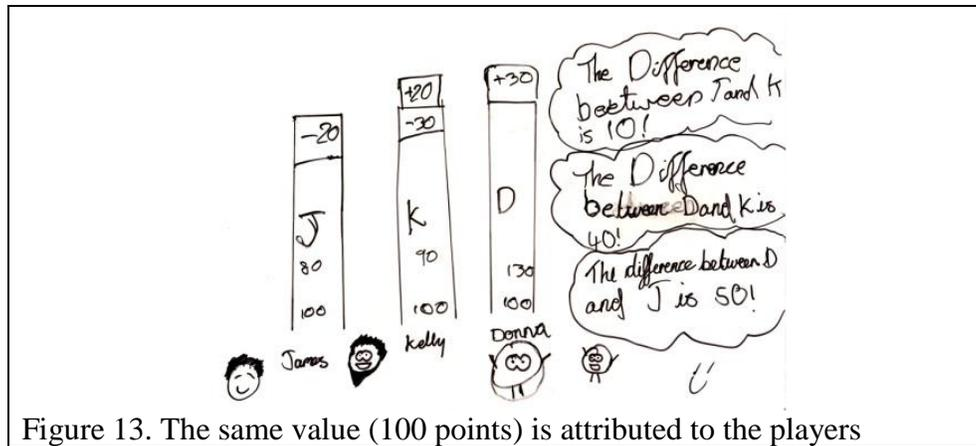 -20
J
80
100
James
+20
-30
K
90
100
Kelly
+30
D
130
100
Donna
The Difference
beetween J and K
is 10!
The Difference
between D and K is
40!
The difference between D
and J is 50!
Figure 13. The same value (100 points) is attributed to the players